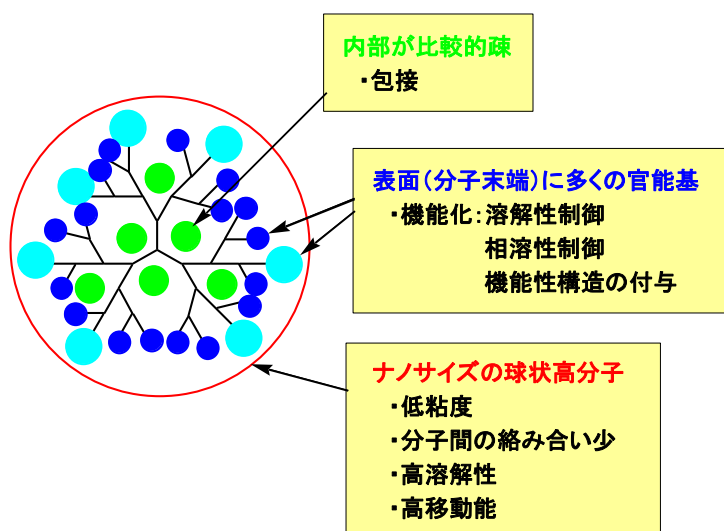 内部が比較的疎
・包接
表面(分子末端)に多くの官能基
・機能化:溶解性制御
相溶性制御
機能性構造の付与
ナノサイズの球状高分子
・低粘度
・分子間の絡み合い少
・高溶解性
・高移動能